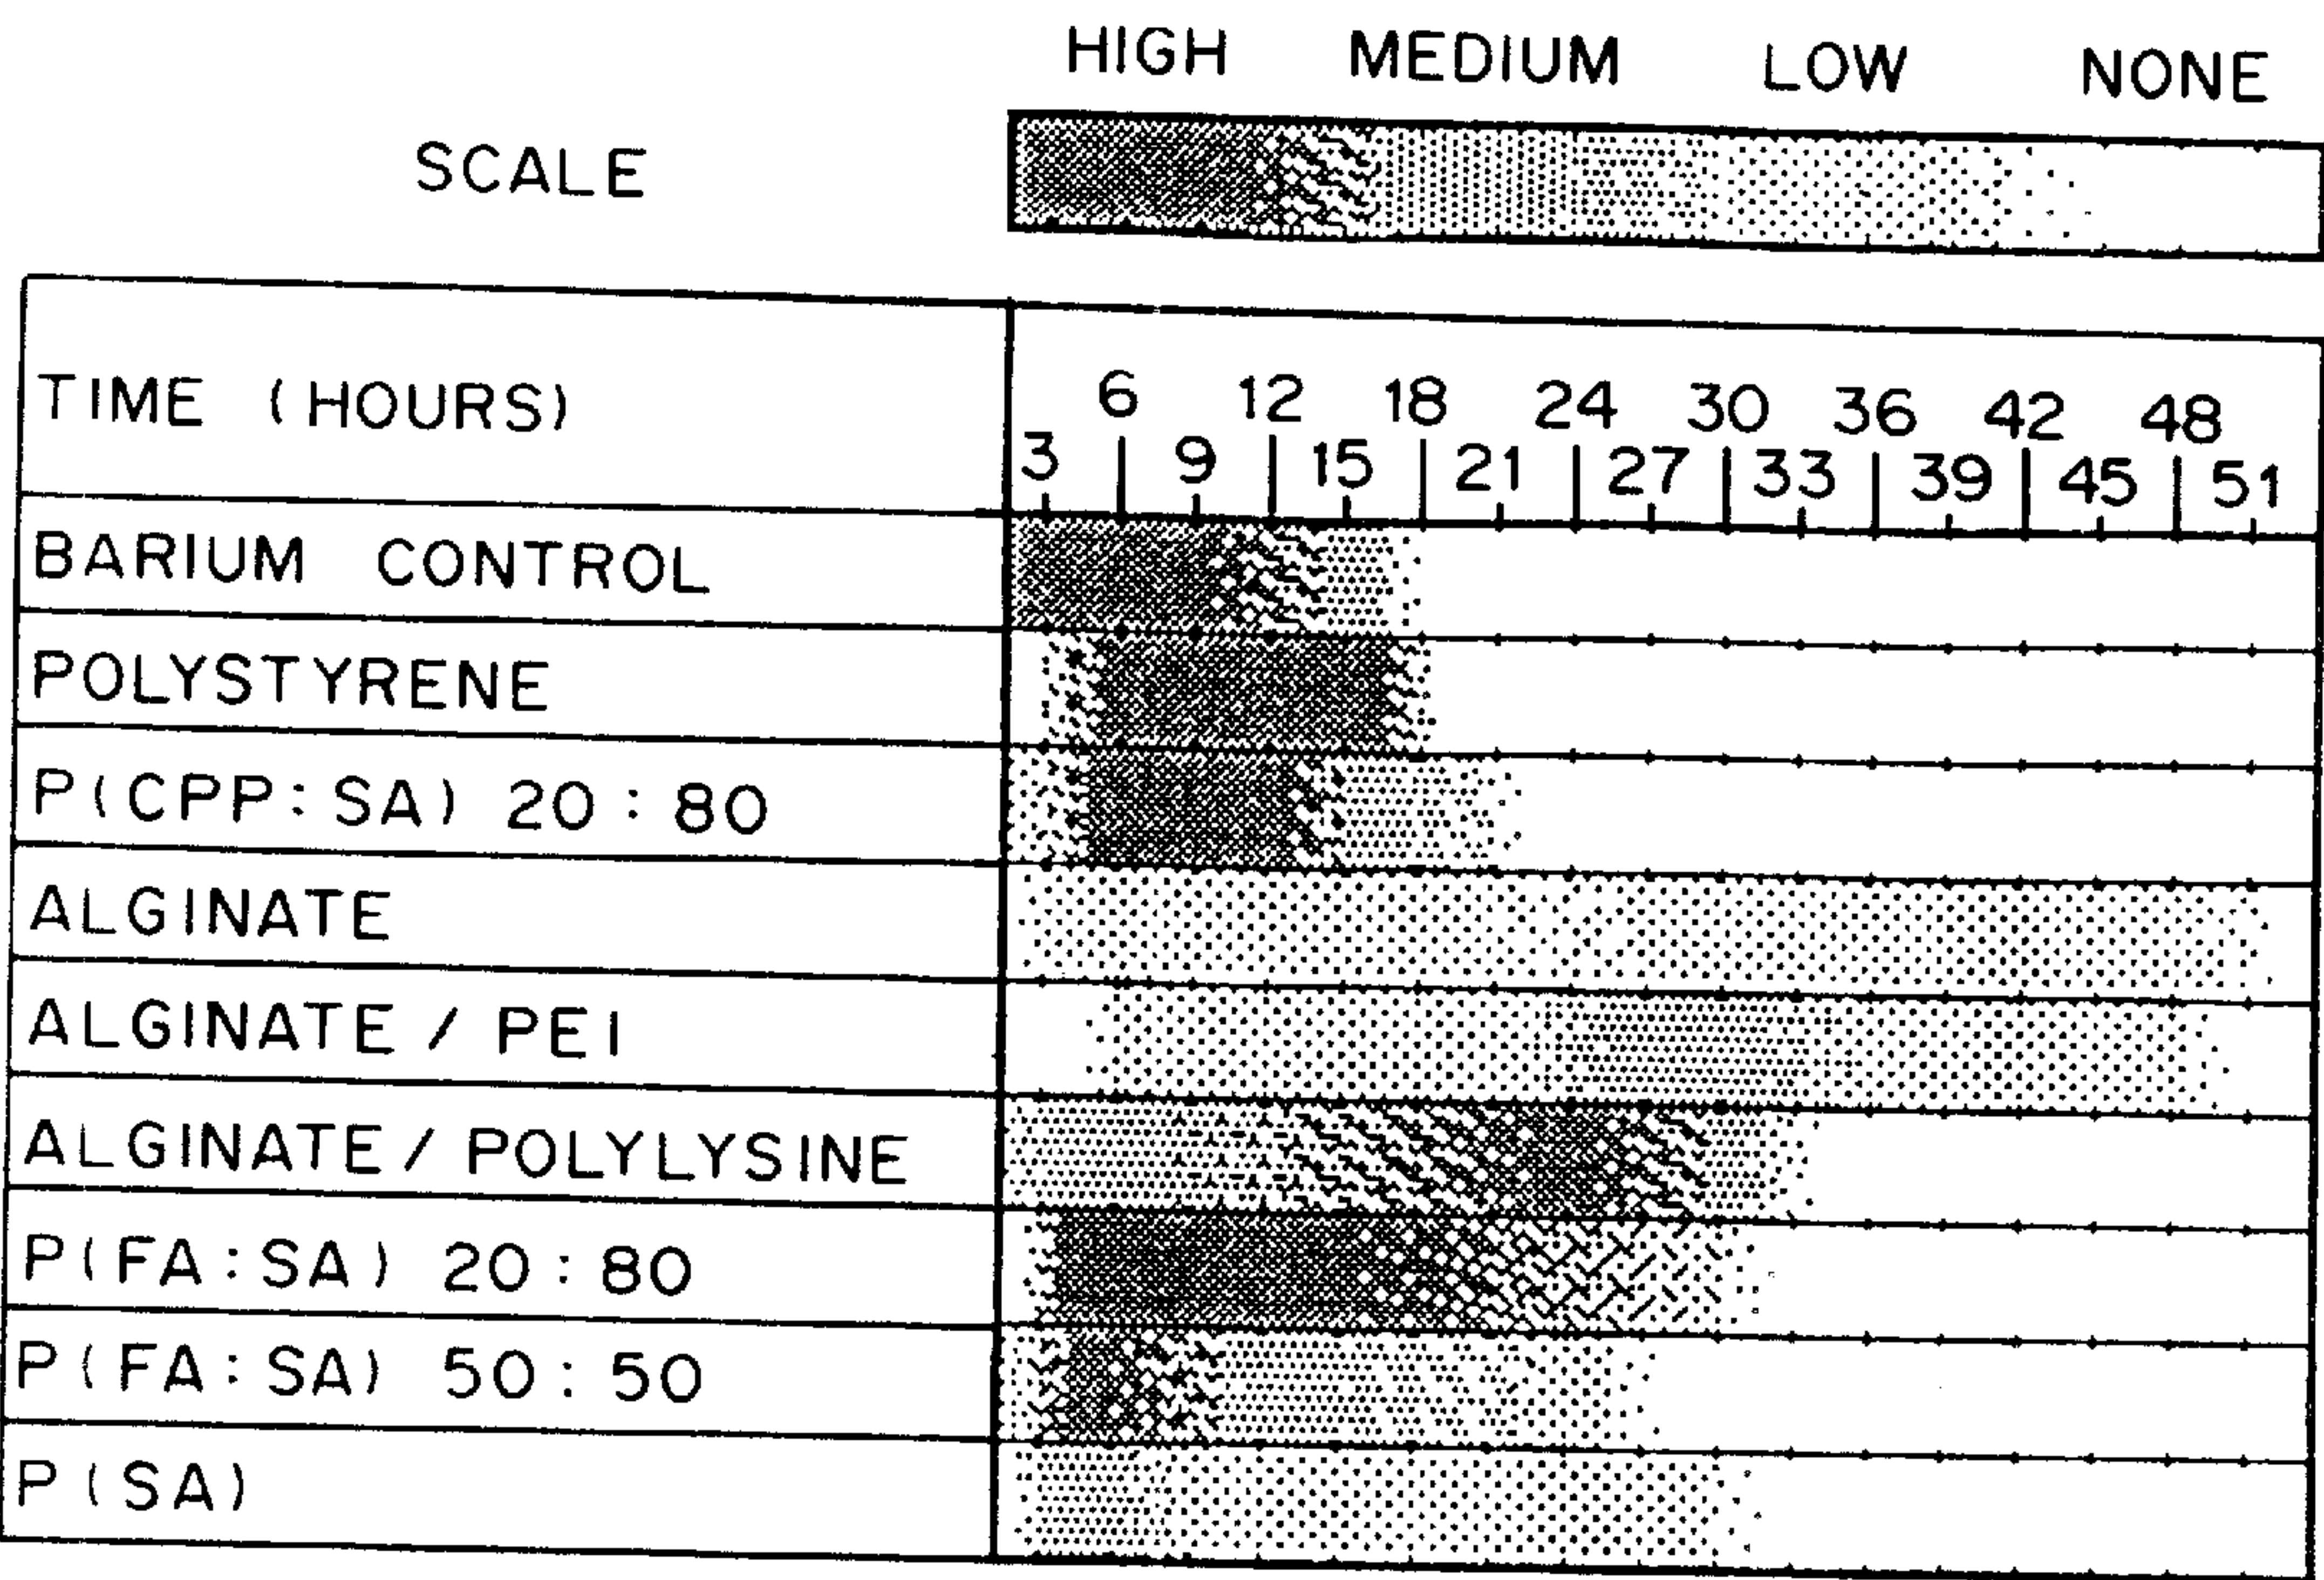 HIGH MEDIUM LOW NONE
SCALE
TIME (HOURS)
6 12 18 24 30 36 42 48
3 9 15 21 27 33 39 45 51
BARIUM CONTROL
POLYSTYRENE
P(CPP:SA) 20:80
ALGINATE
ALGINATE / PEI
ALGINATE / POLYLYSINE
P(FA:SA) 20:80
P(FA:SA) 50:50
P(SA)